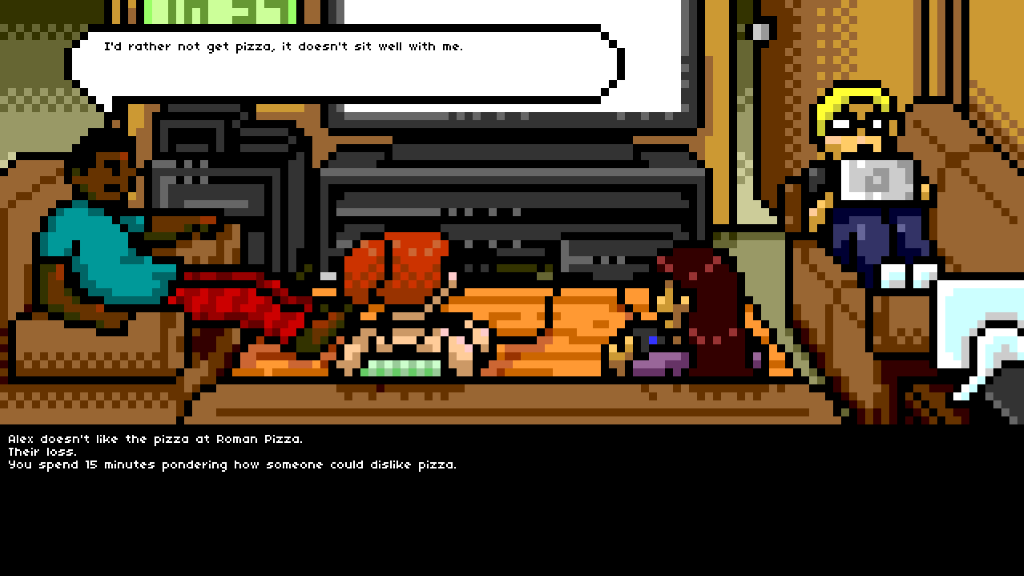 I'd rather not get pizza, it doesn't sit well with me.
Alex doesn't like the pizza at Roman Pizza.
Their loss.
You spend 15 minutes pondering how someone could dislike pizza.